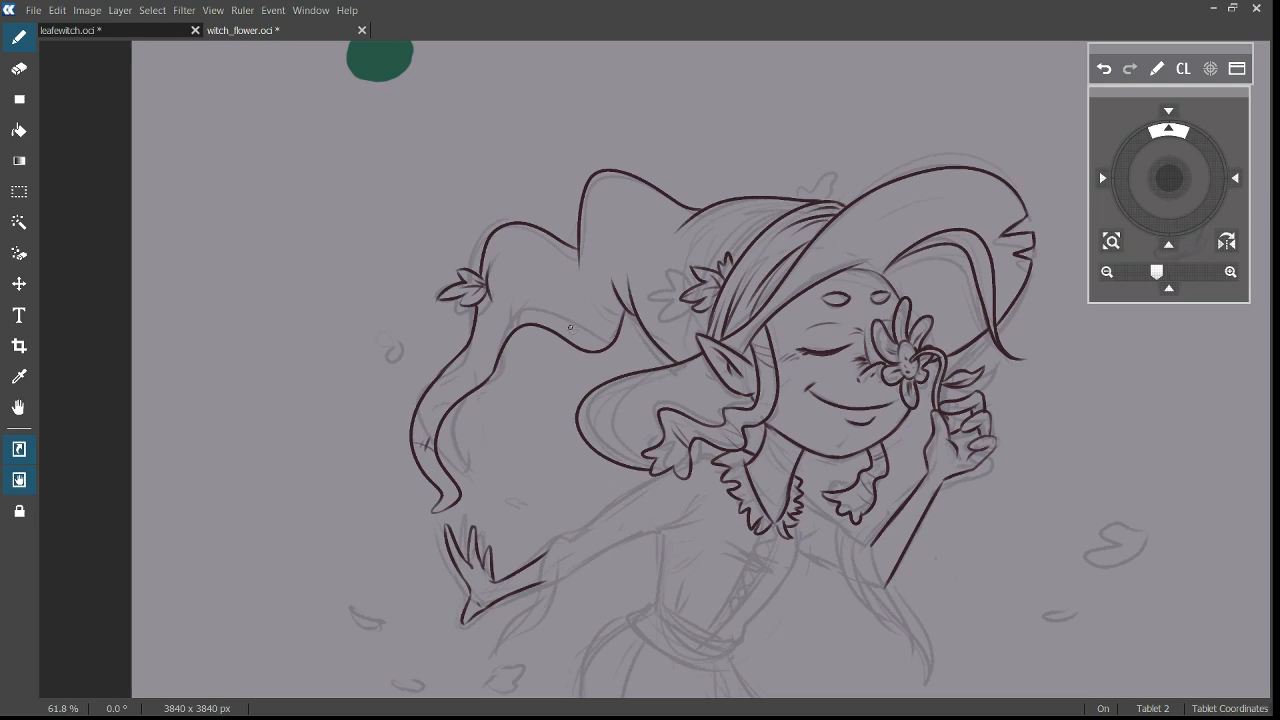 File Edit Image Layer Select Filter View Ruler Event Window Help
leafewitch.oci * witch_flower.oci *
CL
61.8 % 0.0 ° 3840 x 3840 px On Tablet 2 Tablet Coordinates